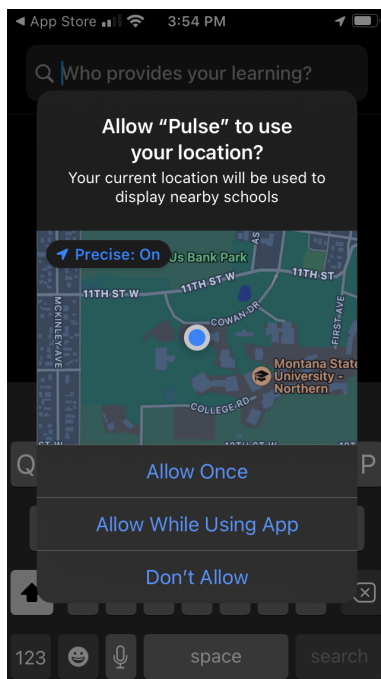 ◀ App Store 3:54 PM
Who provides your learning?
Allow “Pulse” to use
your location?
Your current location will be used to
display nearby schools
Precise: On
Us Bank Park
AS
11TH ST W
11TH ST W
11TH ST
MCKINLEY-AVE
COWAN DR
FIRST-AVE
Montana State
University –
Northern
COLLEGE-RD
Allow Once
Allow While Using App
Don’t Allow
Q P
123 space search